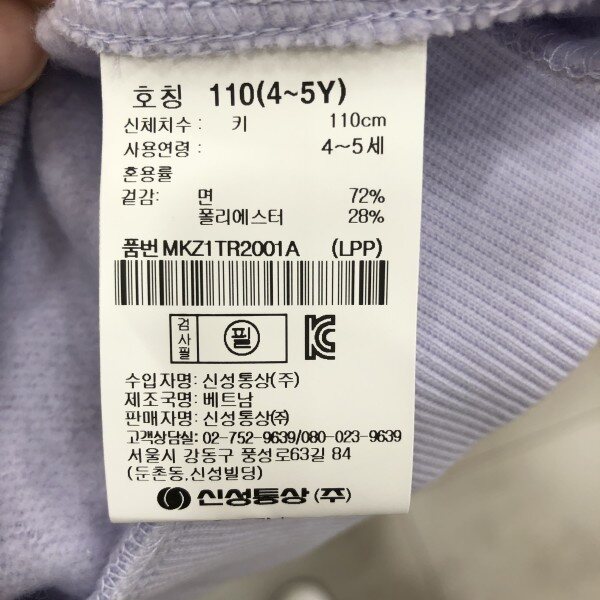 호칭 110(4~5Y)
신체치수: 키 110cm
사용연령: 4~5세
혼용률
겉감: 면 72%
폴리에스터 28%
품번 MKZ1TR2001A (LPP)
검사필 필
수입자명: 신성통상(주)
제조국명: 베트남
판매자명: 신성통상㈜
고객상담실: 02-752-9639/080-023-9639
서울시 강동구 풍성로63길 84
(둔촌동,신성빌딩)
신성통상 (주)